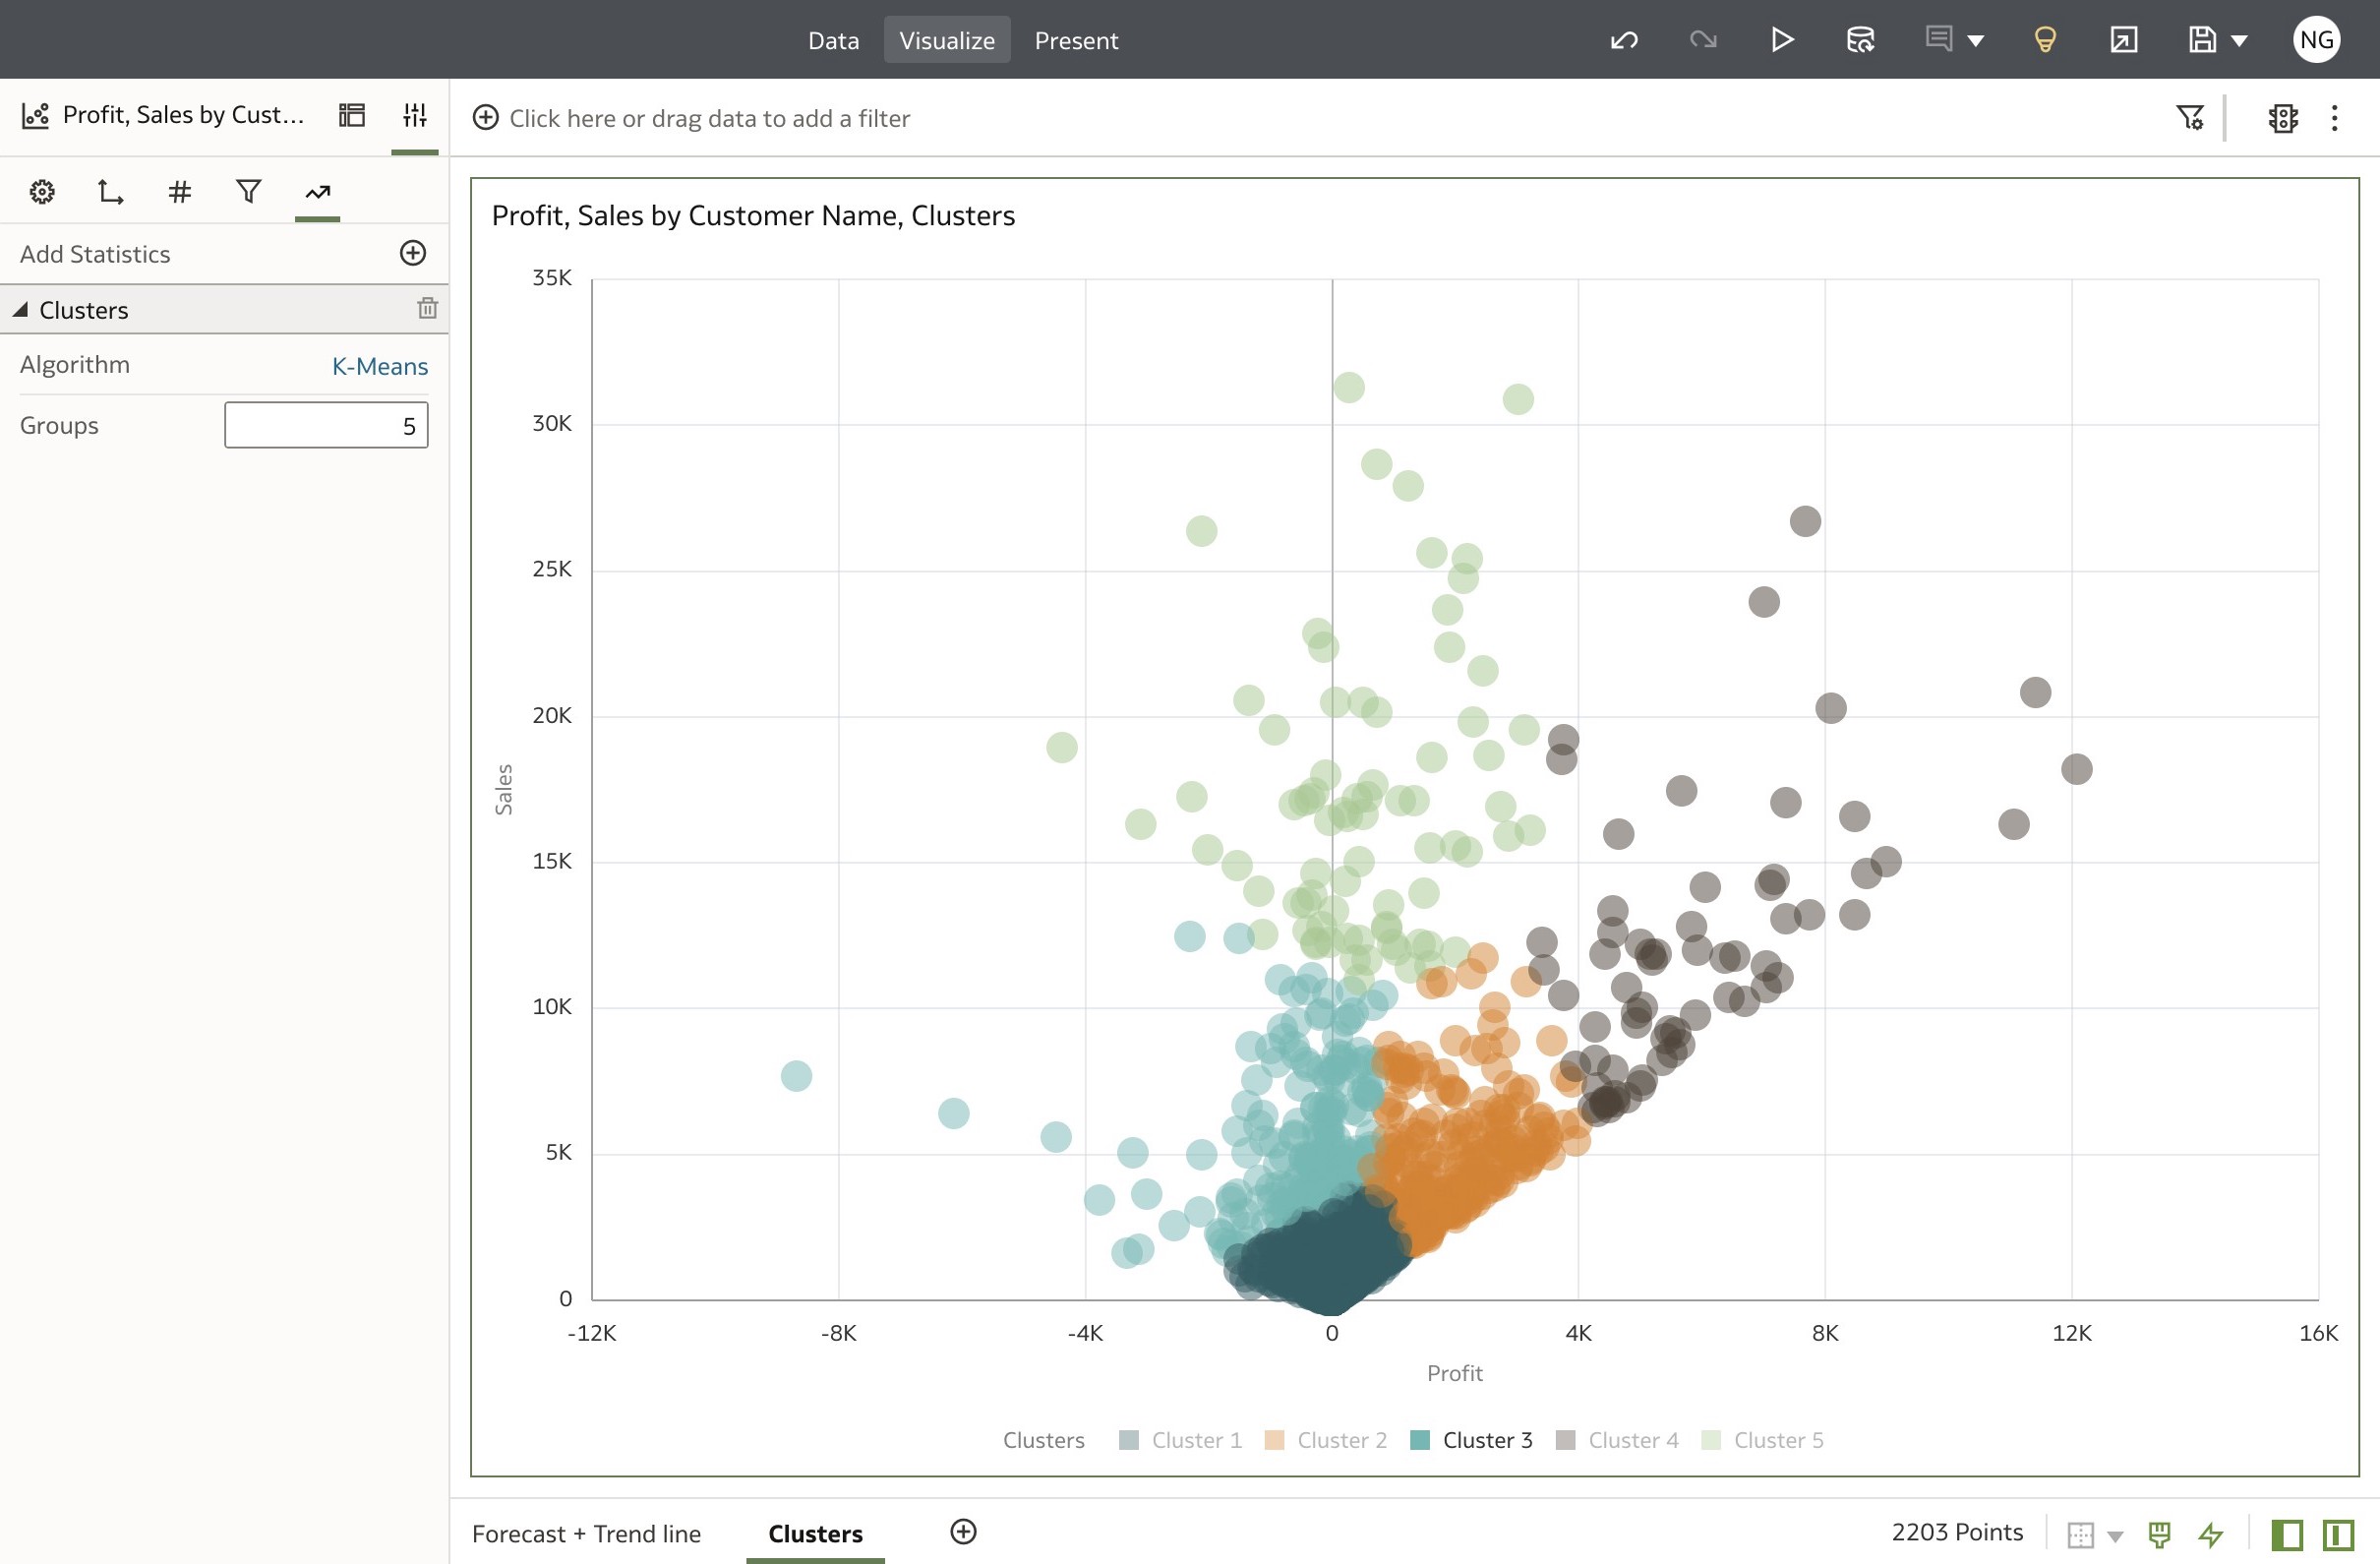 Data Visualize Present
NG
Profit, Sales by Cust...
Click here or drag data to add a filter
Add Statistics
Clusters
Algorithm K-Means
Groups 5
Profit, Sales by Customer Name, Clusters
35K
30K
25K
20K
15K
10K
5K
0
Sales
-12K -8K -4K 0 4K 8K 12K 16K
Profit
Clusters Cluster 1 Cluster 2 Cluster 3 Cluster 4 Cluster 5
Forecast + Trend line Clusters
2203 Points